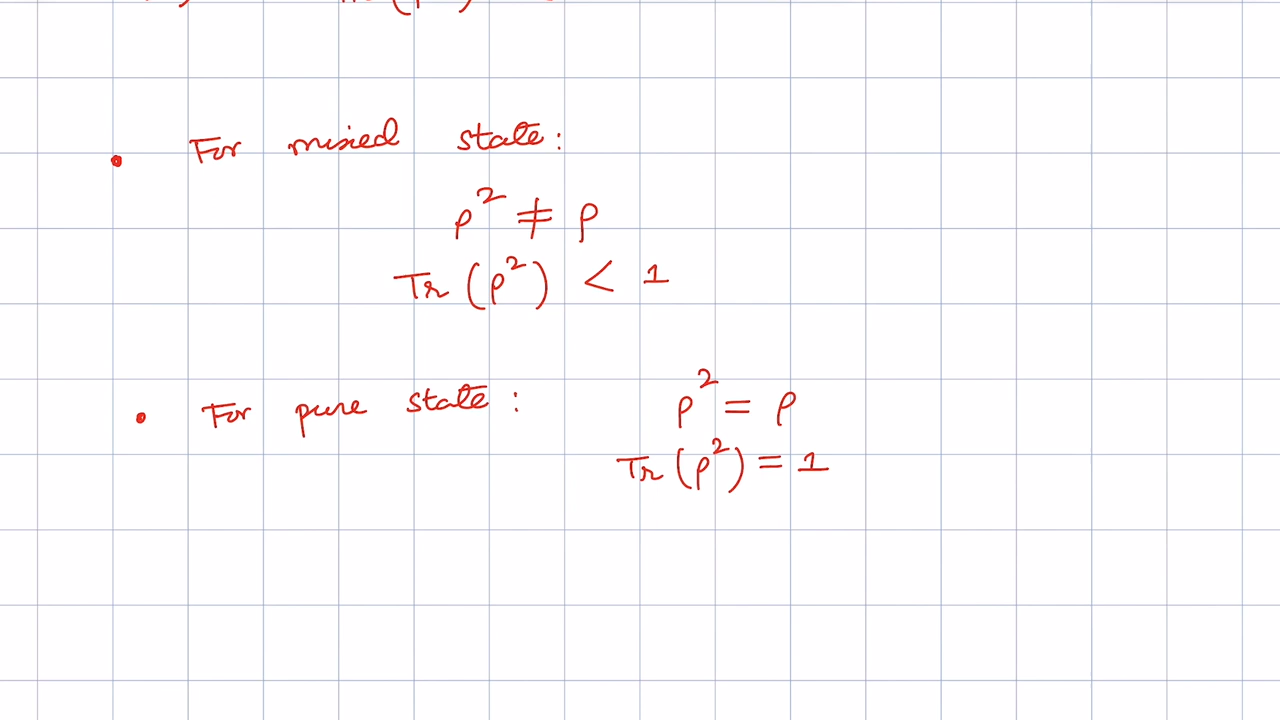 • For mixed state:
ρ² ≠ ρ
Tr (ρ²) < 1
• For pure state : ρ² = ρ
Tr (ρ²) = 1